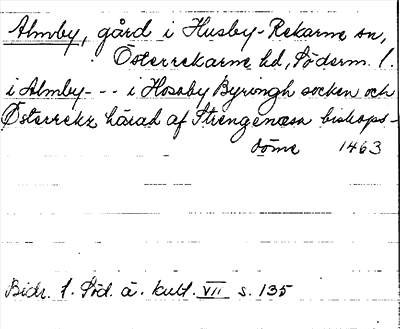 Almby, gård i Husby-Rekarne sn,
Österrekarne hd, Söderm. l.
i Almby--- i Hosaby Byringh socken och
Österrekz härad af Strengenæsa biskops-
döme 1463
Bidr. t. Söd. ä. kult. VII s. 135